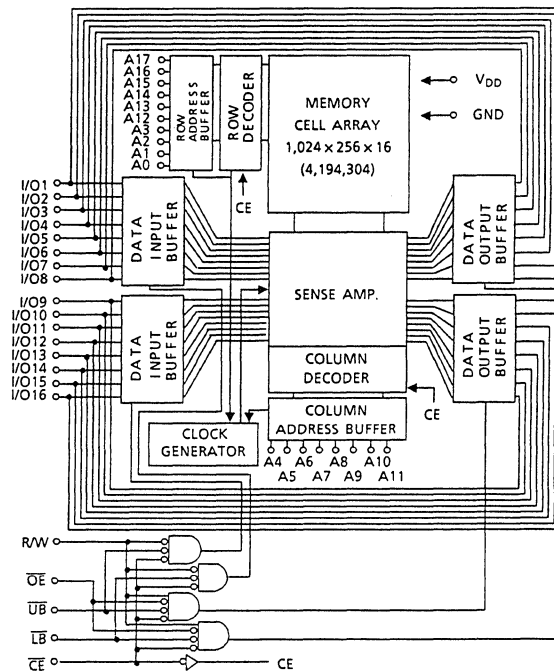 A17
A16
A15
A14
A13
A12
A3
A2
A1
A0
ROW ADDRESS BUFFER
ROW DECODER
CE
MEMORY
CELL ARRAY
1,024 x 256 x 16
(4,194,304)
VDD
GND
I/O1
I/O2
I/O3
I/O4
I/O5
I/O6
I/O7
I/O8
DATA INPUT BUFFER
SENSE AMP.
DATA OUTPUT BUFFER
I/O9
I/O10
I/O11
I/O12
I/O13
I/O14
I/O15
I/O16
DATA INPUT BUFFER
DATA OUTPUT BUFFER
COLUMN
DECODER
CE
COLUMN
ADDRESS BUFFER
CLOCK
GENERATOR
A4 A6 A8 A10
A5 A7 A9 A11
R/W
OE
UB
LB
CE
CE